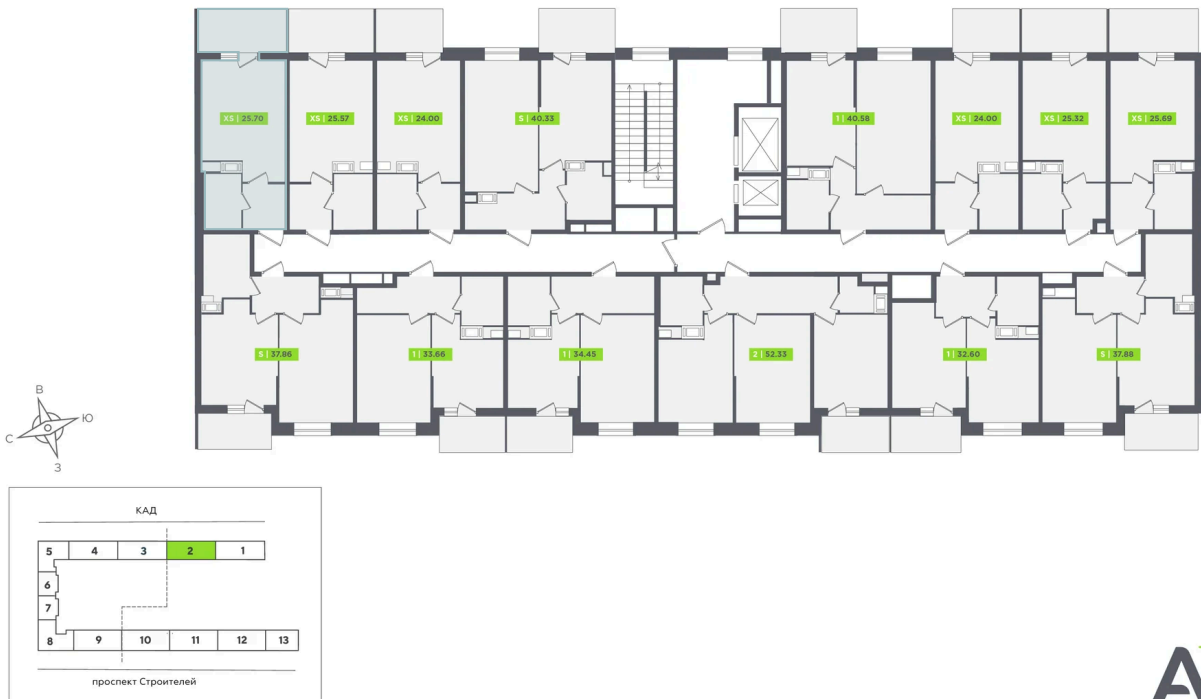 XS | 25.70
XS | 25.57
XS | 24.00
S | 40.33
1 | 40.58
XS | 24.00
XS | 25.32
XS | 25.69
S | 37.86
1 | 33.66
1 | 34.45
2 | 52.33
1 | 32.60
S | 37.88
В
Ю
С
З
КАД
5 4 3 2 1
6
7
8 9 10 11 12 13
проспект Строителей